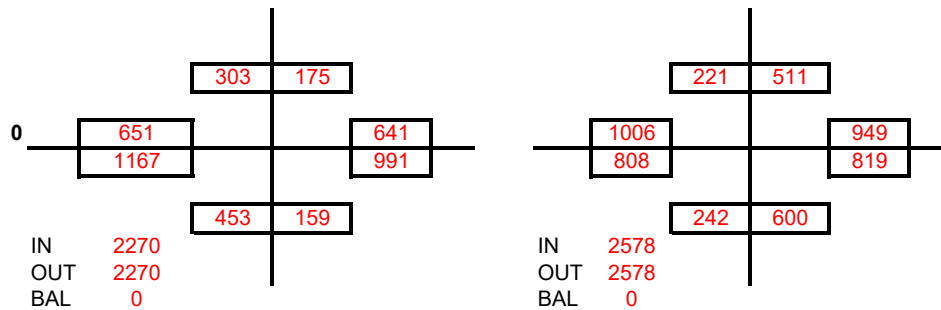 303 175 221 511
0 651 641 1006 949
1167 991 808 819
453 159 242 600
IN 2270 IN 2578
OUT 2270 OUT 2578
BAL 0 BAL 0